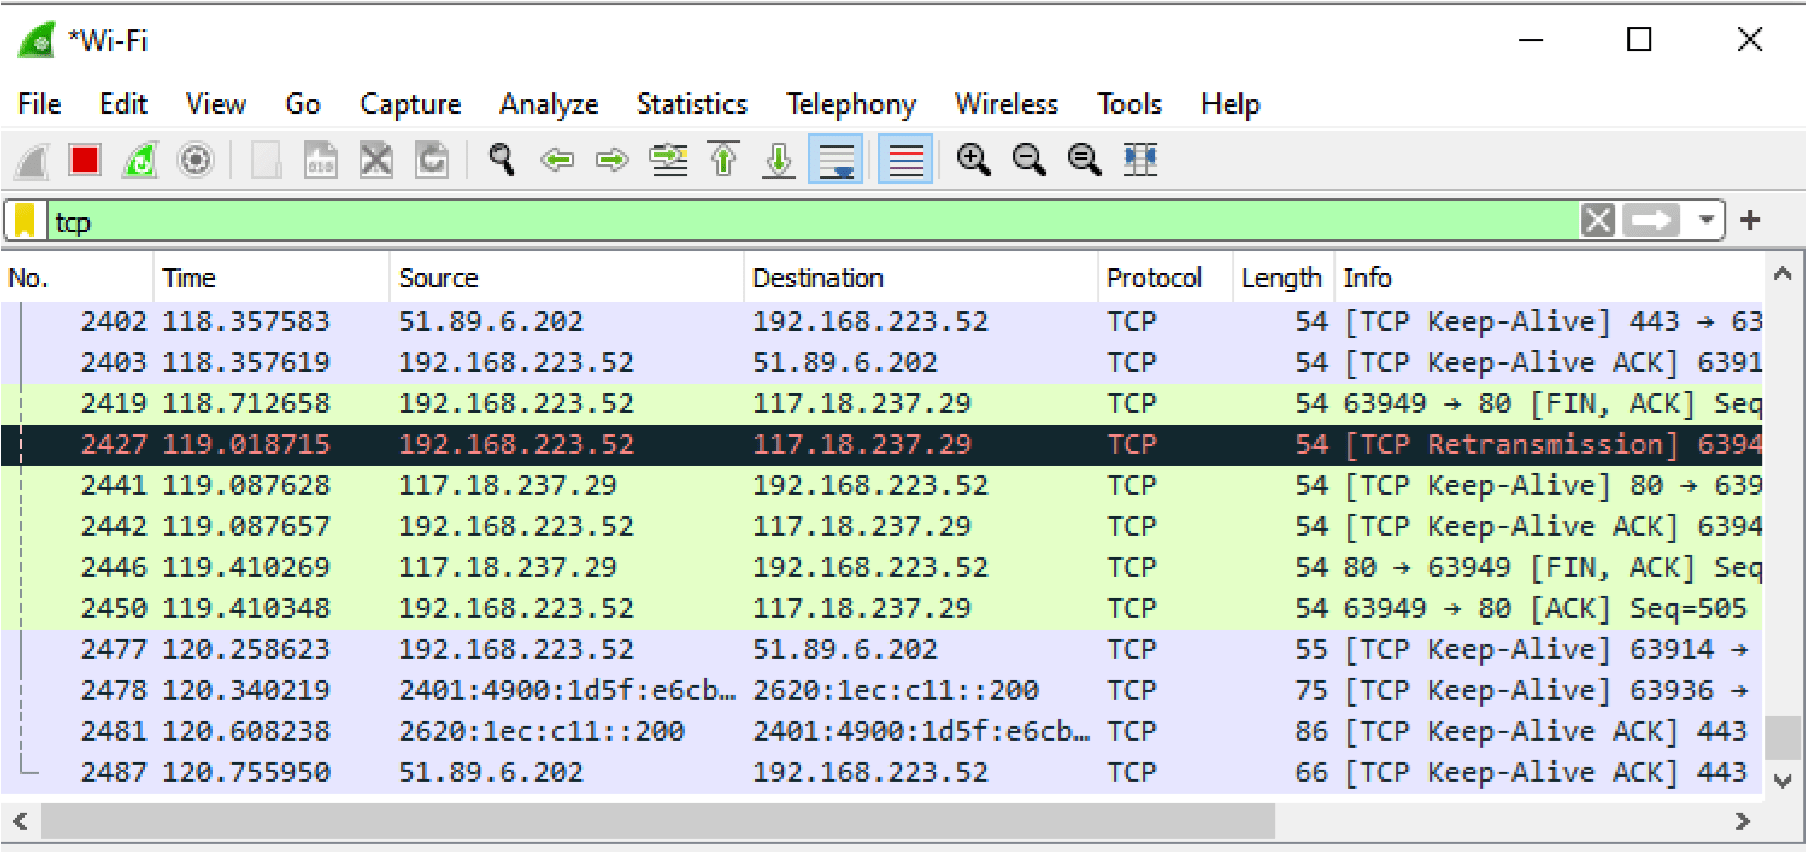 *Wi-Fi
File Edit View Go Capture Analyze Statistics Telephony Wireless Tools Help
tcp
No. Time Source Destination Protocol Length Info
2402 118.357583 51.89.6.202 192.168.223.52 TCP 54 [TCP Keep-Alive] 443 → 63
2403 118.357619 192.168.223.52 51.89.6.202 TCP 54 [TCP Keep-Alive ACK] 6391
2419 118.712658 192.168.223.52 117.18.237.29 TCP 54 63949 → 80 [FIN, ACK] Seq
2427 119.018715 192.168.223.52 117.18.237.29 TCP 54 [TCP Retransmission] 6394
2441 119.087628 117.18.237.29 192.168.223.52 TCP 54 [TCP Keep-Alive] 80 → 639
2442 119.087657 192.168.223.52 117.18.237.29 TCP 54 [TCP Keep-Alive ACK] 6394
2446 119.410269 117.18.237.29 192.168.223.52 TCP 54 80 → 63949 [FIN, ACK] Seq
2450 119.410348 192.168.223.52 117.18.237.29 TCP 54 63949 → 80 [ACK] Seq=505
2477 120.258623 192.168.223.52 51.89.6.202 TCP 55 [TCP Keep-Alive] 63914 →
2478 120.340219 2401:4900:1d5f:e6cb… 2620:1ec:c11::200 TCP 75 [TCP Keep-Alive] 63936 →
2481 120.608238 2620:1ec:c11::200 2401:4900:1d5f:e6cb… TCP 86 [TCP Keep-Alive ACK] 443
2487 120.755950 51.89.6.202 192.168.223.52 TCP 66 [TCP Keep-Alive ACK] 443